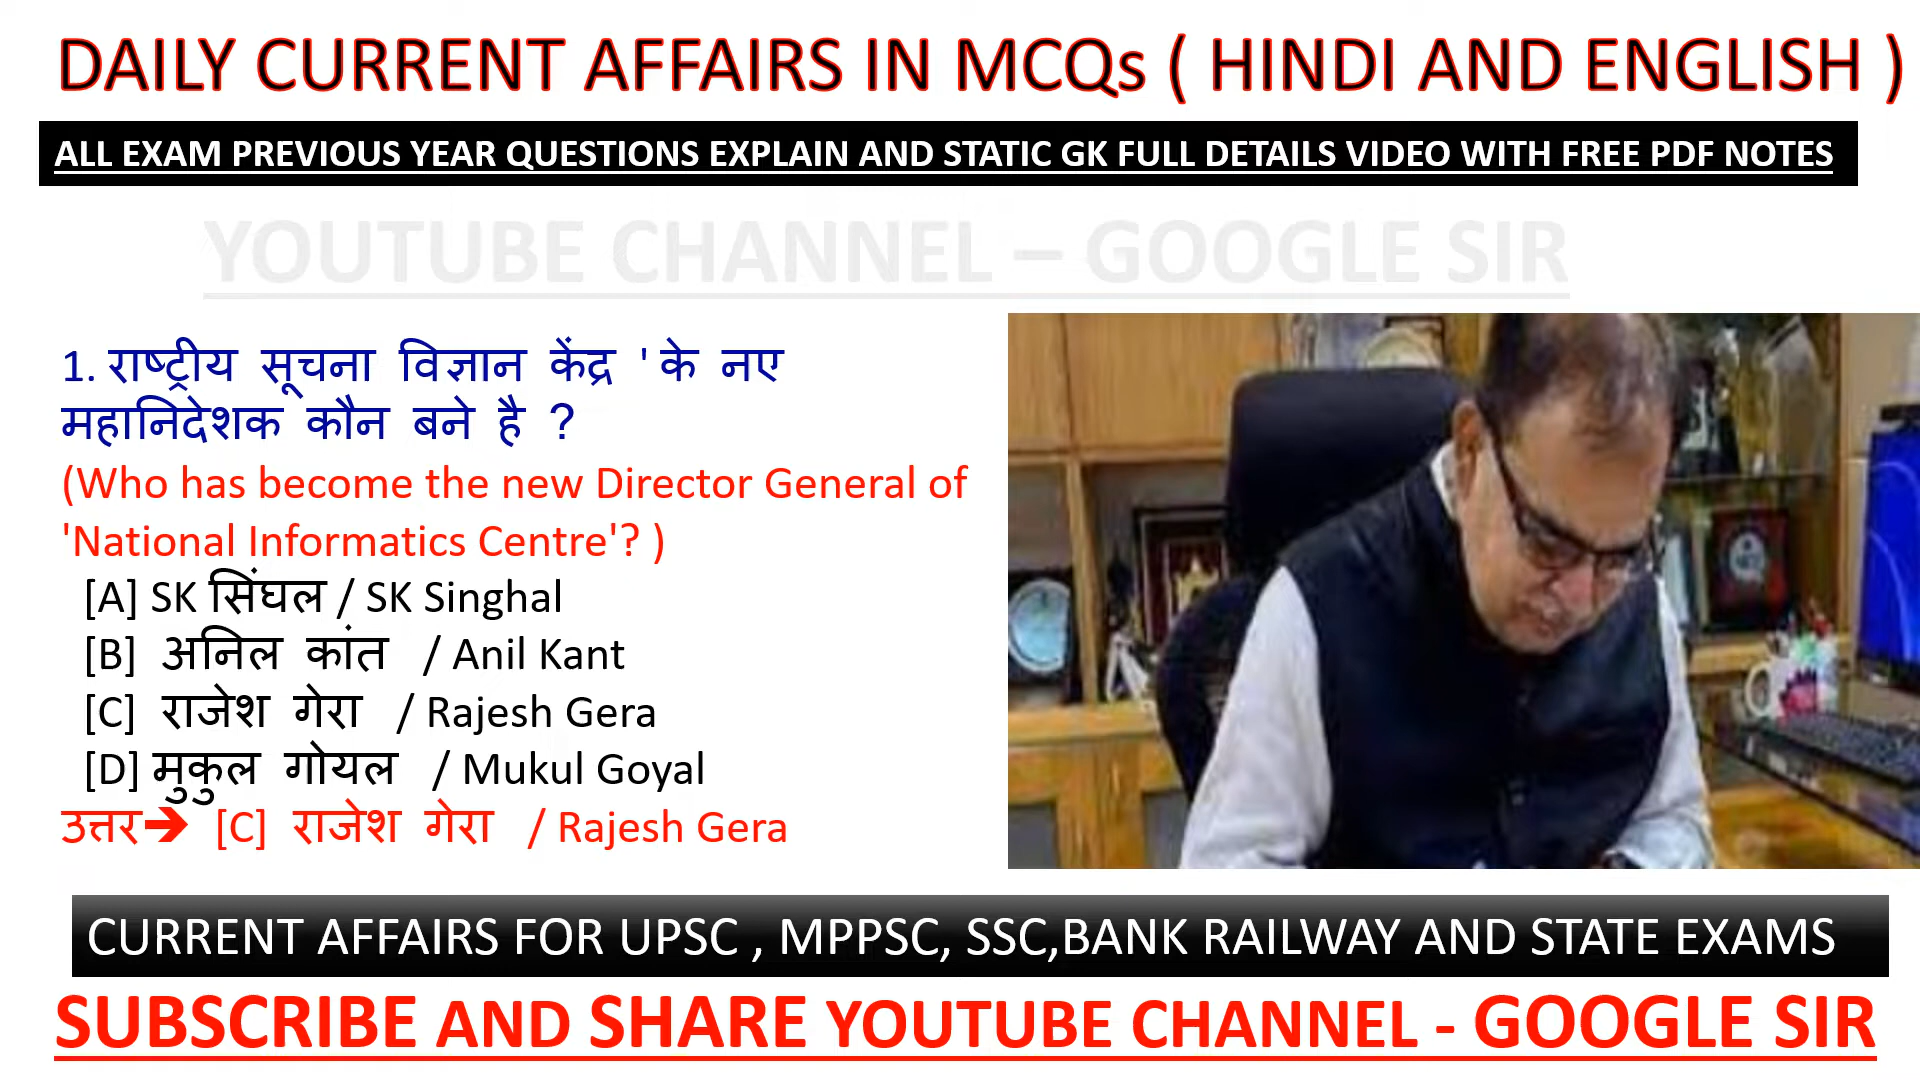 DAILY CURRENT AFFAIRS IN MCQs ( HINDI AND ENGLISH )
ALL EXAM PREVIOUS YEAR QUESTIONS EXPLAIN AND STATIC GK FULL DETAILS VIDEO WITH FREE PDF NOTES
YOUTUBE CHANNEL – GOOGLE SIR
1. राष्ट्रीय सूचना विज्ञान केंद्र ' के नए
महानिदेशक कौन बने है ?
(Who has become the new Director General of
'National Informatics Centre'? )
[A] SK सिंघल / SK Singhal
[B] अनिल कांत / Anil Kant
[C] राजेश गेरा / Rajesh Gera
[D] मुकुल गोयल / Mukul Goyal
उत्तर➔ [C] राजेश गेरा / Rajesh Gera
CURRENT AFFAIRS FOR UPSC , MPPSC, SSC,BANK RAILWAY AND STATE EXAMS
SUBSCRIBE AND SHARE YOUTUBE CHANNEL - GOOGLE SIR